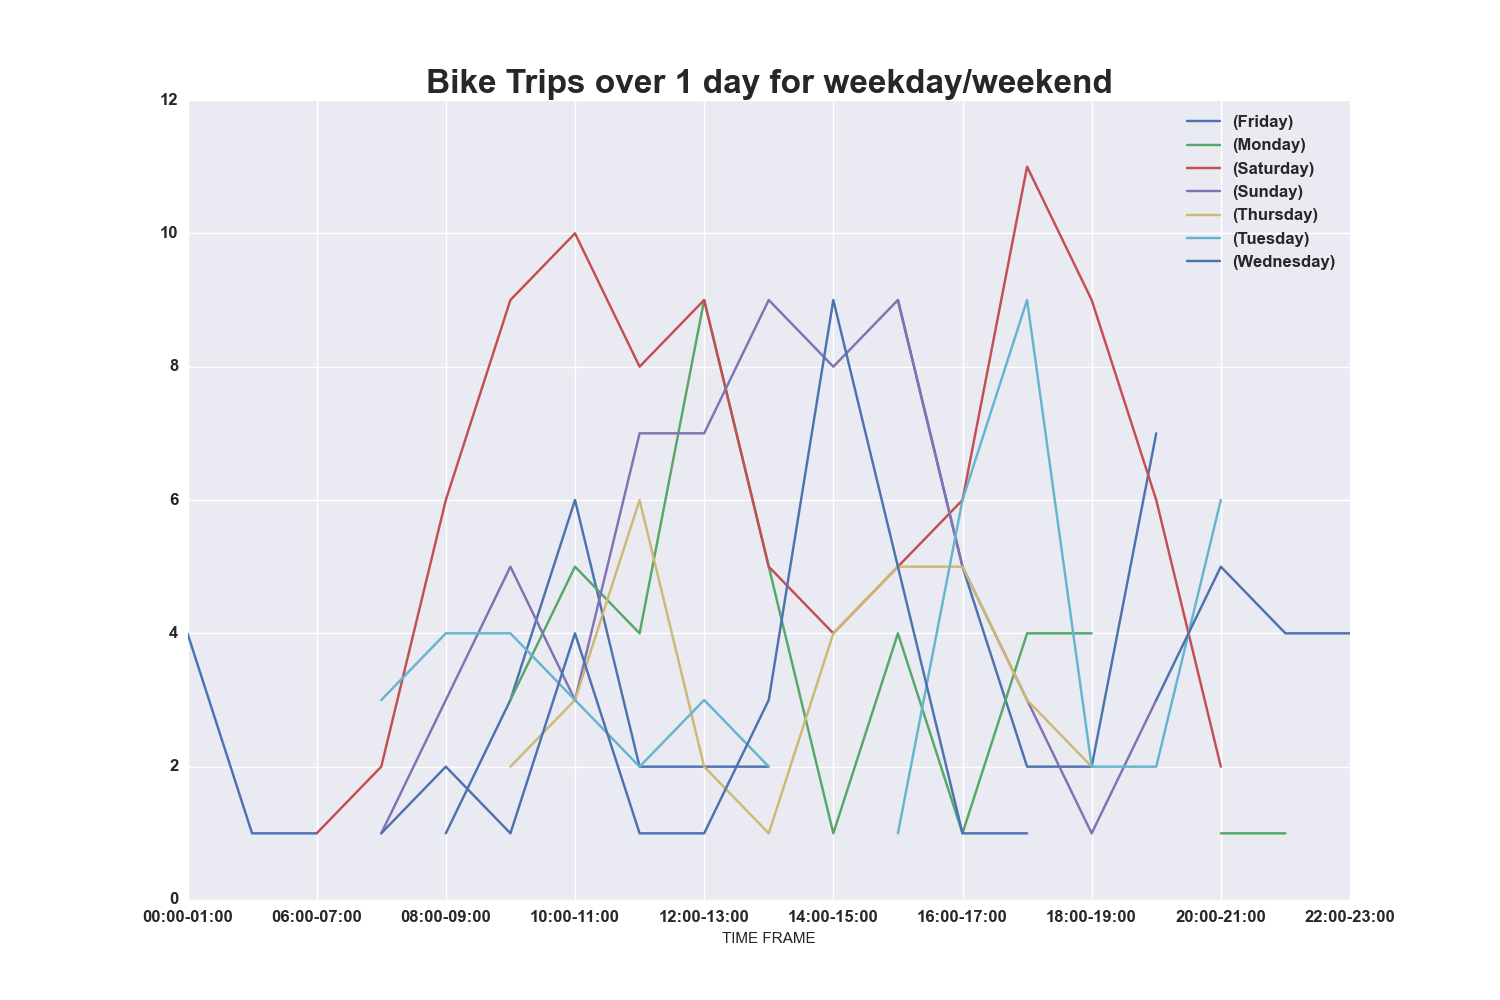 Bike Trips over 1 day for weekday/weekend
12
10
8
6
4
2
0
(Friday)
(Monday)
(Saturday)
(Sunday)
(Thursday)
(Tuesday)
(Wednesday)
00:00-01:00 06:00-07:00 08:00-09:00 10:00-11:00 12:00-13:00 14:00-15:00 16:00-17:00 18:00-19:00 20:00-21:00 22:00-23:00
TIME FRAME